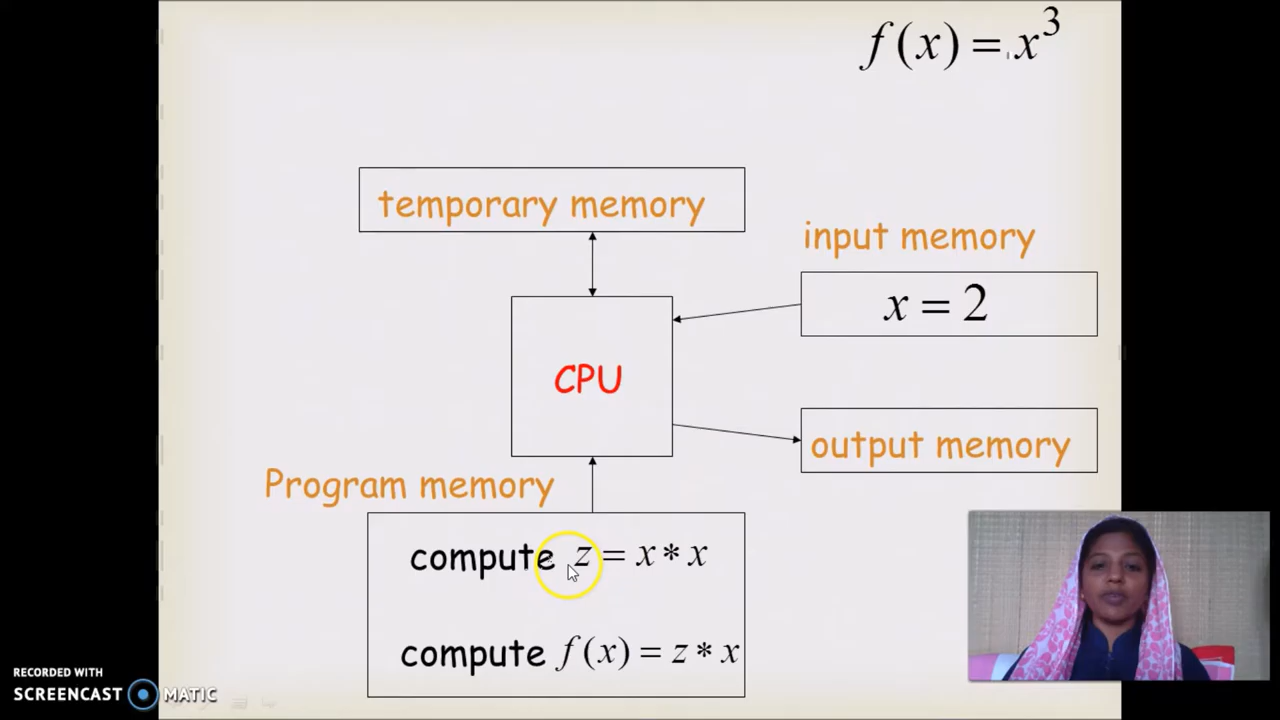 f(x) = x³
temporary memory
input memory
x = 2
CPU
output memory
Program memory
compute z = x * x
compute f(x) = z * x
RECORDED WITH
SCREENCAST MATIC